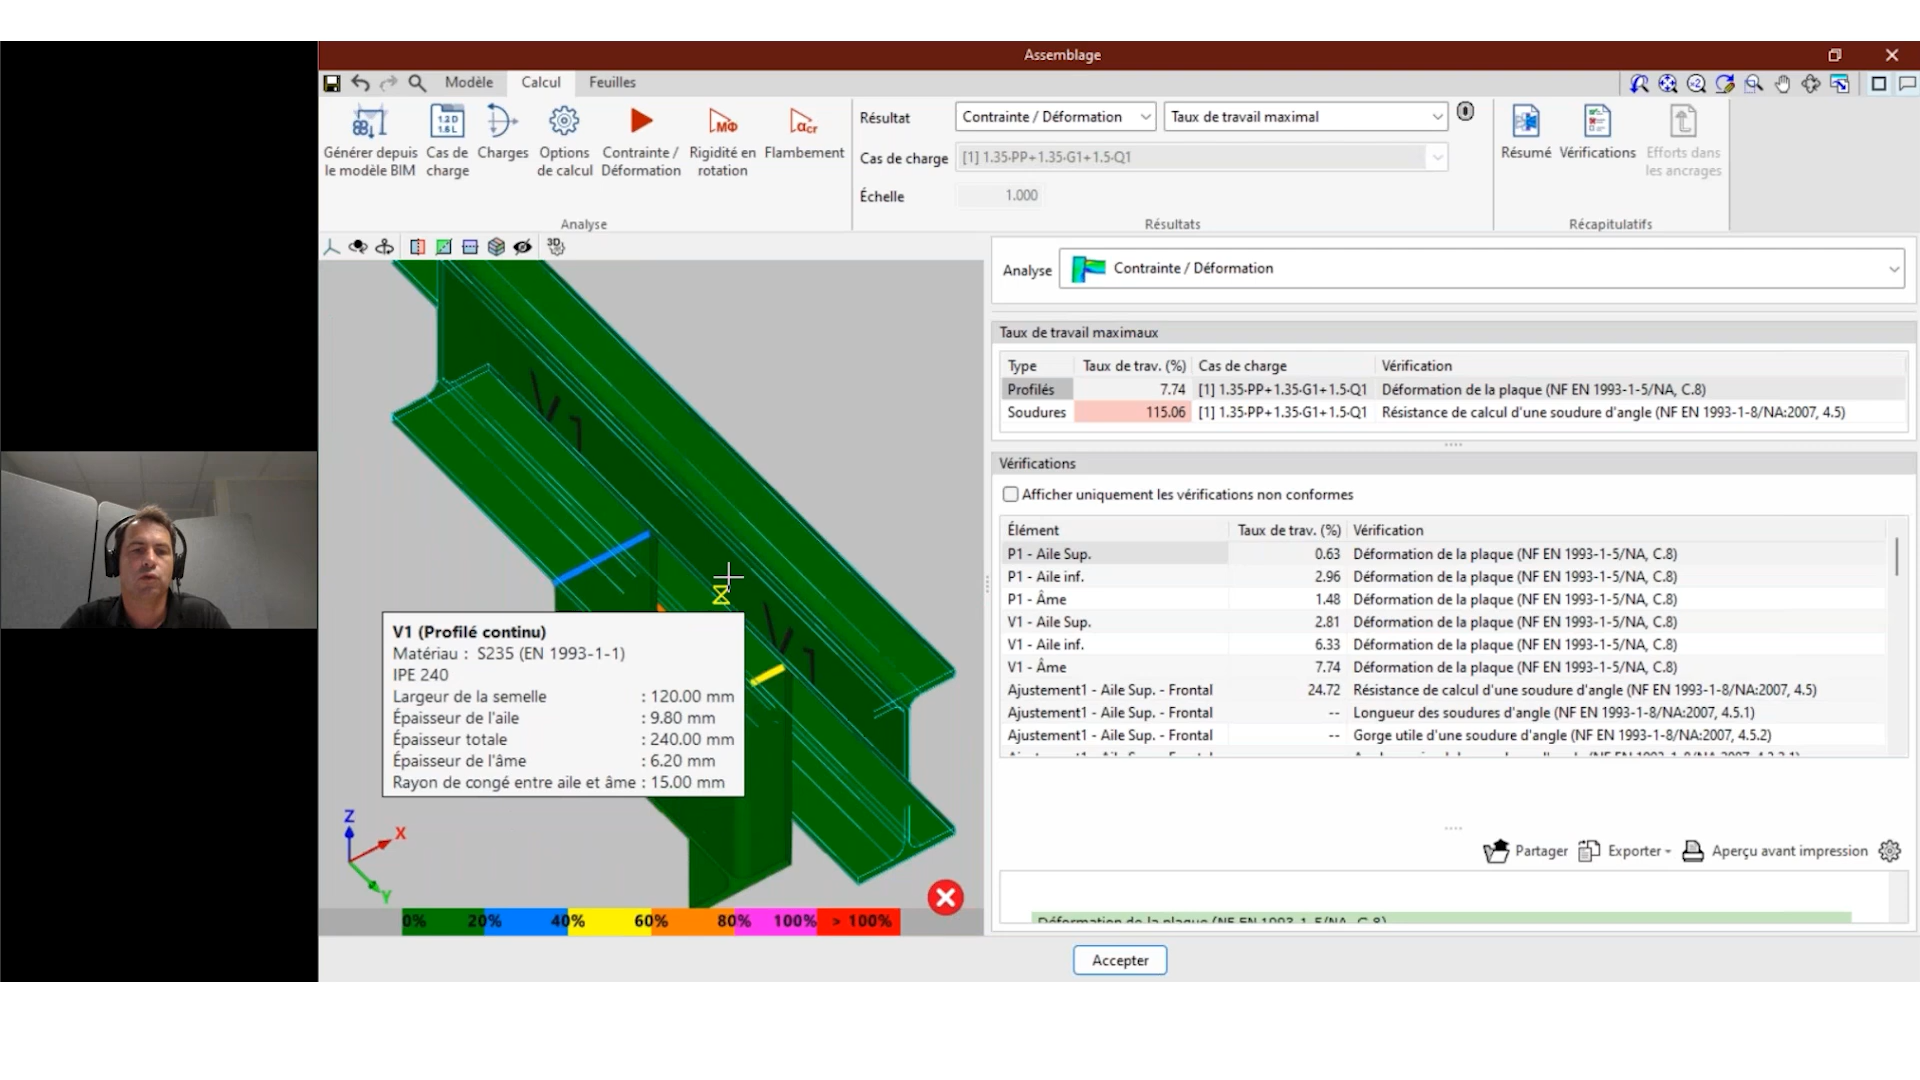 Assemblage
Modèle
Calcul
Feuilles
Générer depuis
le modèle BIM
Cas de
charge
Charges
Options
de calcul
Contrainte /
Déformation
Rigidité en
rotation
Flambement
Analyse
Résultat
Contrainte / Déformation
Taux de travail maximal
Cas de charge
[1] 1.35·PP+1.35·G1+1.5·Q1
Échelle
1.000
Résultats
Résumé
Vérifications
Efforts dans
les ancrages
Récapitulatifs
3D
V1
V1
V1 (Profilé continu)
Matériau : S235 (EN 1993-1-1)
IPE 240
Largeur de la semelle : 120.00 mm
Épaisseur de l'aile : 9.80 mm
Épaisseur totale : 240.00 mm
Épaisseur de l'âme : 6.20 mm
Rayon de congé entre aile et âme : 15.00 mm
Z
X
Y
0% 20% 40% 60% 80% 100% > 100%
Analyse
Contrainte / Déformation
Taux de travail maximaux
Type Taux de trav. (%) Cas de charge Vérification
Profilés 7.74 [1] 1.35·PP+1.35·G1+1.5·Q1 Déformation de la plaque (NF EN 1993-1-5/NA, C.8)
Soudures 115.06 [1] 1.35·PP+1.35·G1+1.5·Q1 Résistance de calcul d'une soudure d'angle (NF EN 1993-1-8/NA:2007, 4.5)
Vérifications
Afficher uniquement les vérifications non conformes
Élément Taux de trav. (%) Vérification
P1 - Aile Sup. 0.63 Déformation de la plaque (NF EN 1993-1-5/NA, C.8)
P1 - Aile inf. 2.96 Déformation de la plaque (NF EN 1993-1-5/NA, C.8)
P1 - Âme 1.48 Déformation de la plaque (NF EN 1993-1-5/NA, C.8)
V1 - Aile Sup. 2.81 Déformation de la plaque (NF EN 1993-1-5/NA, C.8)
V1 - Aile inf. 6.33 Déformation de la plaque (NF EN 1993-1-5/NA, C.8)
V1 - Âme 7.74 Déformation de la plaque (NF EN 1993-1-5/NA, C.8)
Ajustement1 - Aile Sup. - Frontal 24.72 Résistance de calcul d'une soudure d'angle (NF EN 1993-1-8/NA:2007, 4.5)
Ajustement1 - Aile Sup. - Frontal -- Longueur des soudures d'angle (NF EN 1993-1-8/NA:2007, 4.5.1)
Ajustement1 - Aile Sup. - Frontal -- Gorge utile d'une soudure d'angle (NF EN 1993-1-8/NA:2007, 4.5.2)
Partager
Exporter
Aperçu avant impression
Déformation de la plaque (NF EN 1993-1-5/NA, C.8)
Accepter